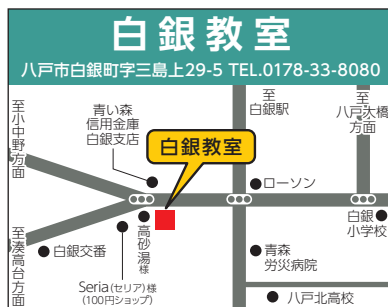 白銀教室
八戸市白銀町字三島上29-5 TEL.0178-33-8080
至小中野方面
青い森
信用金庫
白銀支店
至
白銀駅
至
八戸大橋
方面
白銀教室
ローソン
至湊高台方面
白銀交番
高砂湯様
Seria(セリア)様
(100円ショップ)
白銀
小学校
青森
労災病院
八戸北高校